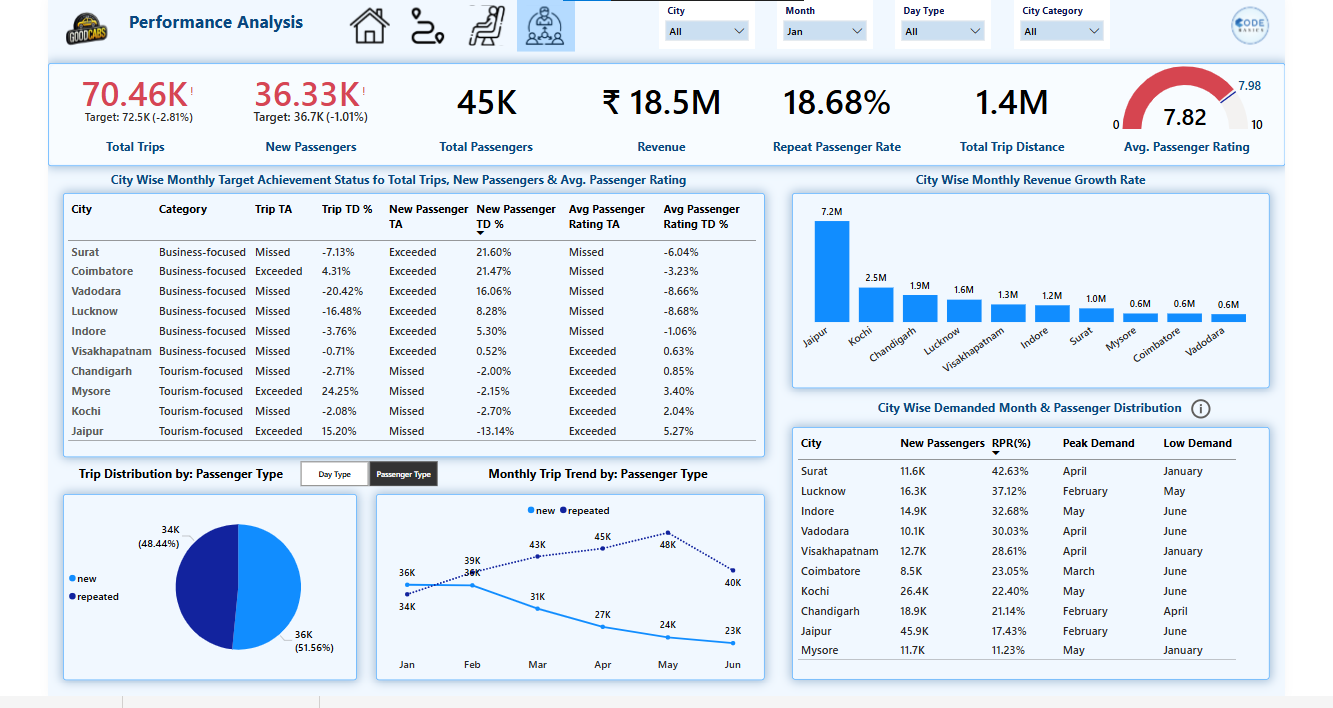 GOODCABS
Performance Analysis
City
All
Month
Jan
Day Type
All
City Category
All
CODE
BASICS
70.46K!
Target: 72.5K (-2.81%)
Total Trips
36.33K!
Target: 36.7K (-1.01%)
New Passengers
45K
Total Passengers
₹ 18.5M
Revenue
18.68%
Repeat Passenger Rate
1.4M
Total Trip Distance
7.98
0
7.82
10
Avg. Passenger Rating
City Wise Monthly Target Achievement Status fo Total Trips, New Passengers & Avg. Passenger Rating
City Category Trip TA Trip TD % New Passenger TA New Passenger TD % Avg Passenger Rating TA Avg Passenger Rating TD %
Surat Business-focused Missed -7.13% Exceeded 21.60% Missed -6.04%
Coimbatore Business-focused Exceeded 4.31% Exceeded 21.47% Missed -3.23%
Vadodara Business-focused Missed -20.42% Exceeded 16.06% Missed -8.66%
Lucknow Business-focused Missed -16.48% Exceeded 8.28% Missed -8.68%
Indore Business-focused Missed -3.76% Exceeded 5.30% Missed -1.06%
Visakhapatnam Business-focused Missed -0.71% Exceeded 0.52% Exceeded 0.63%
Chandigarh Tourism-focused Missed -2.71% Missed -2.00% Exceeded 0.85%
Mysore Tourism-focused Exceeded 24.25% Missed -2.15% Exceeded 3.40%
Kochi Tourism-focused Missed -2.08% Missed -2.70% Exceeded 2.04%
Jaipur Tourism-focused Exceeded 15.20% Missed -13.14% Exceeded 5.27%
City Wise Monthly Revenue Growth Rate
7.2M 2.5M 1.9M 1.6M 1.3M 1.2M 1.0M 0.6M 0.6M 0.6M
Jaipur Kochi Chandigarh Lucknow Visakhapatnam Indore Surat Mysore Coimbatore Vadodara
City Wise Demanded Month & Passenger Distribution
City New Passengers RPR(%) Peak Demand Low Demand
Surat 11.6K 42.63% April January
Lucknow 16.3K 37.12% February May
Indore 14.9K 32.68% May June
Vadodara 10.1K 30.03% April June
Visakhapatnam 12.7K 28.61% April January
Coimbatore 8.5K 23.05% March June
Kochi 26.4K 22.40% May June
Chandigarh 18.9K 21.14% February April
Jaipur 45.9K 17.43% February June
Mysore 11.7K 11.23% May January
Trip Distribution by: Passenger Type
Day Type Passenger Type
34K
(48.44%)
new
repeated
36K
(51.56%)
Monthly Trip Trend by: Passenger Type
new repeated
36K 36K 31K 27K 24K 23K
34K 39K 43K 45K 48K 40K
Jan Feb Mar Apr May Jun